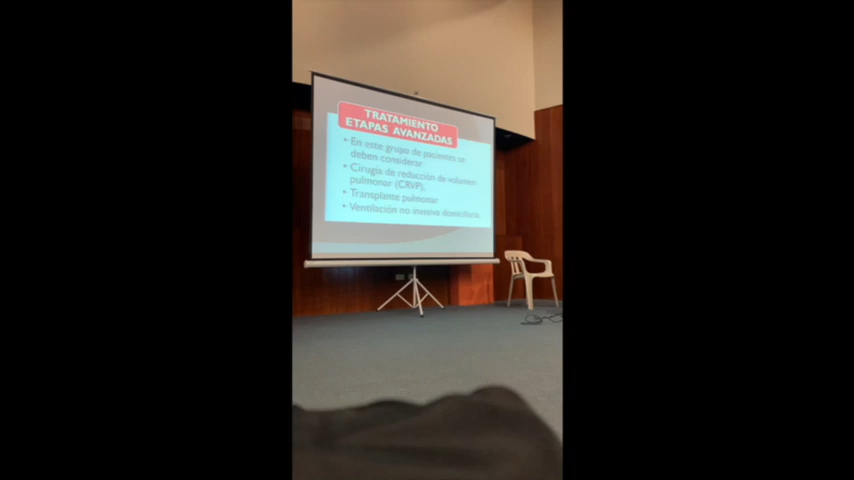 TRATAMIENTO
ETAPAS AVANZADAS
• En este grupo de pacientes se
deben considerar
• Cirugía de reducción de volumen
pulmonar (CRVP),
• Transplante pulmonar
• Ventilación no invasiva domiciliaria.